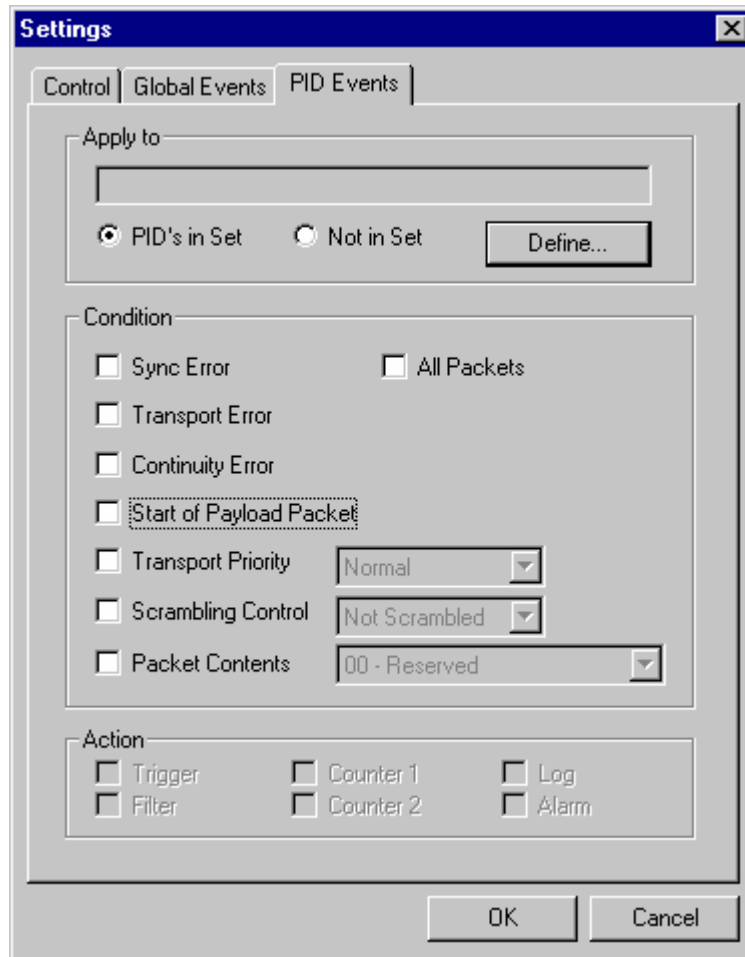 Settings
Control Global Events PID Events
Apply to
PID's in Set Not in Set Define...
Condition
Sync Error All Packets
Transport Error
Continuity Error
Start of Payload Packet
Transport Priority Normal
Scrambling Control Not Scrambled
Packet Contents 00 - Reserved
Action
Trigger Counter 1 Log
Filter Counter 2 Alarm
OK Cancel